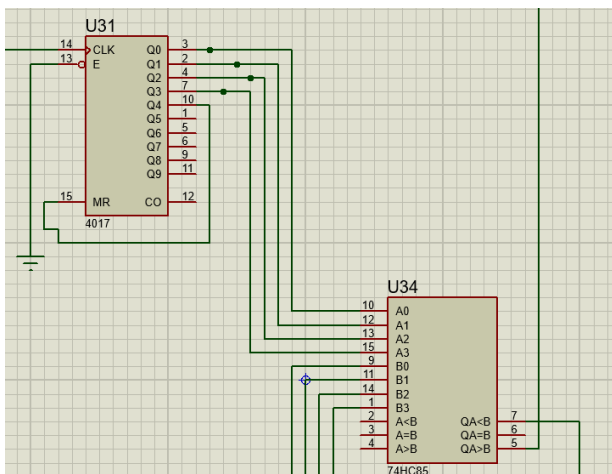 U31
14 CLK Q0 3
13 E Q1 2
Q2 4
Q3 7
Q4 10
Q5 1
Q6 5
Q7 6
Q8 9
Q9 11
15 MR CO 12
4017
U34
10 A0
12 A1
13 A2
15 A3
9 B0
11 B1
14 B2
1 B3
2 A<B QA<B 7
3 A=B QA=B 6
4 A>B QA>B 5
74HC85